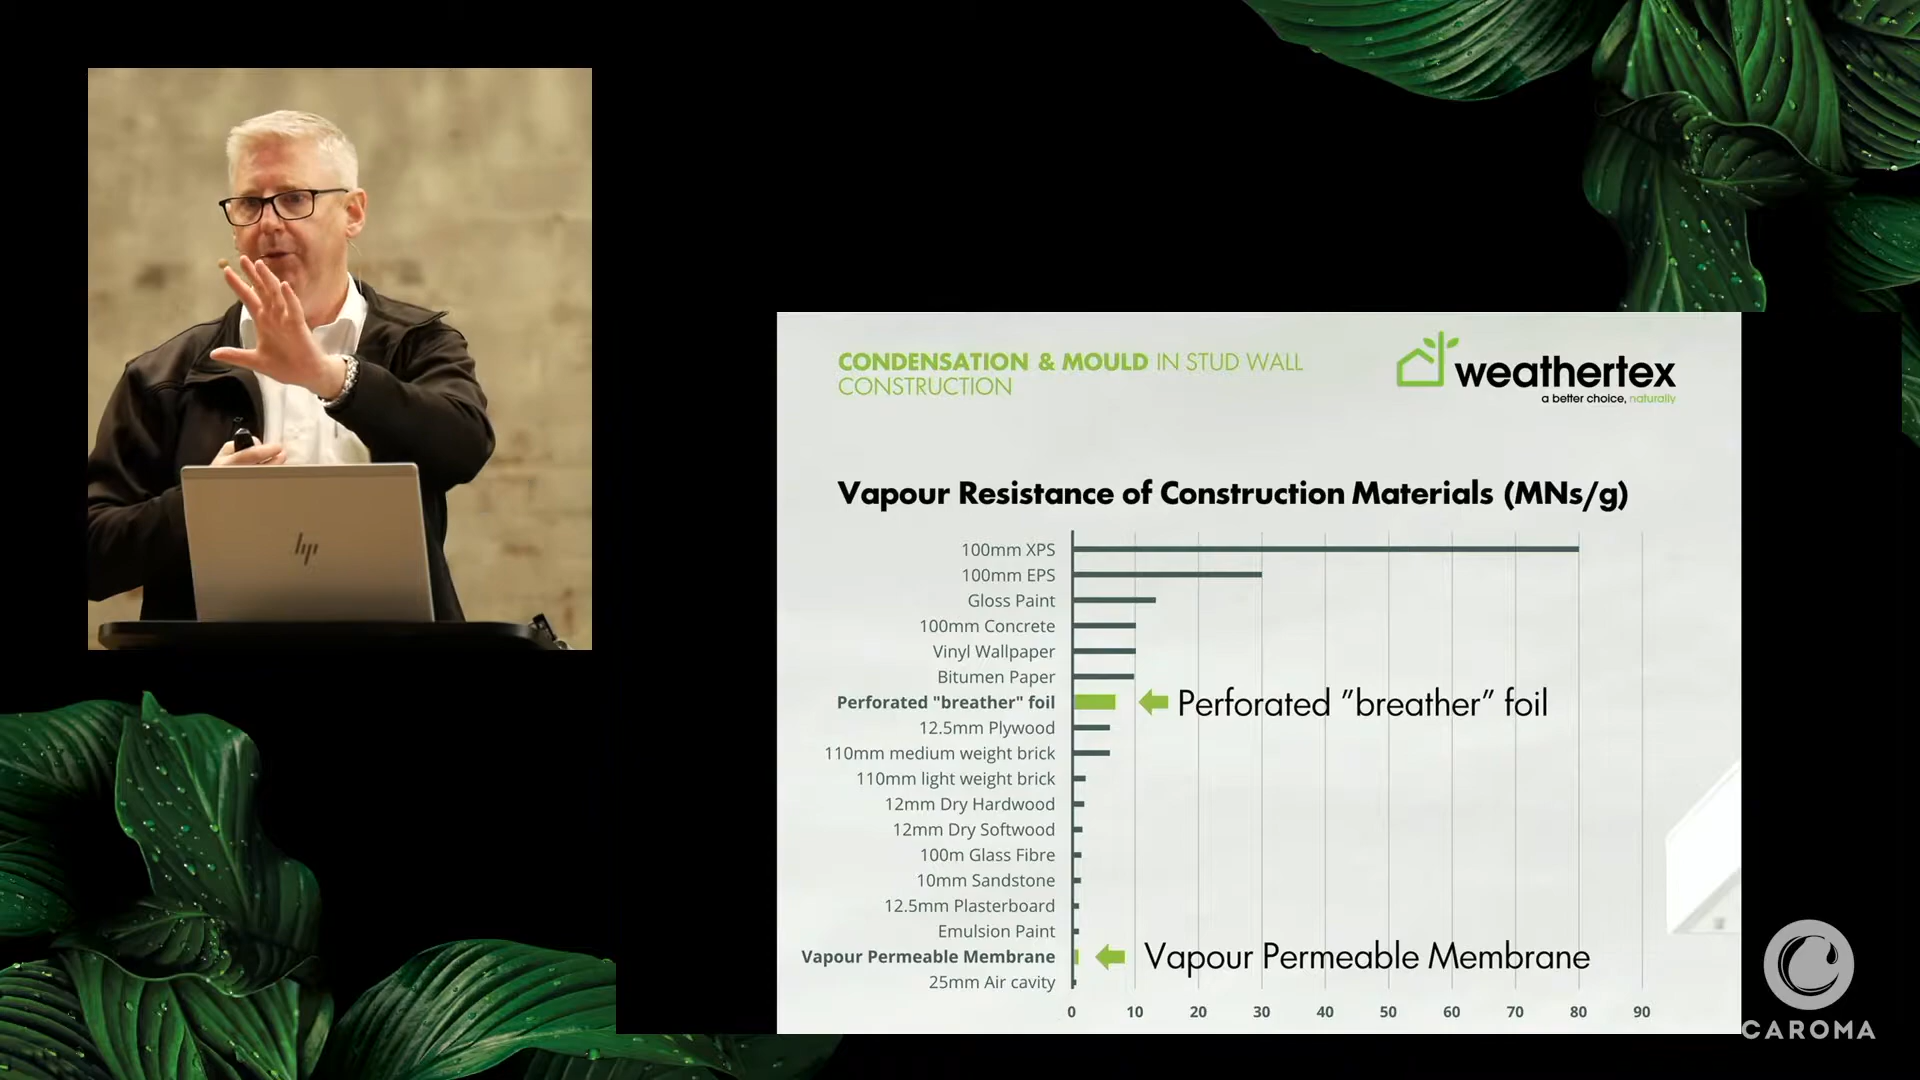 hp
CONDENSATION & MOULD IN STUD WALL
CONSTRUCTION
weathertex
a better choice, naturally
Vapour Resistance of Construction Materials (MNs/g)
100mm XPS
100mm EPS
Gloss Paint
100mm Concrete
Vinyl Wallpaper
Bitumen Paper
Perforated "breather" foil
Perforated ”breather” foil
12.5mm Plywood
110mm medium weight brick
110mm light weight brick
12mm Dry Hardwood
12mm Dry Softwood
100m Glass Fibre
10mm Sandstone
12.5mm Plasterboard
Emulsion Paint
Vapour Permeable Membrane
Vapour Permeable Membrane
25mm Air cavity
0 10 20 30 40 50 60 70 80 90
CAROMA